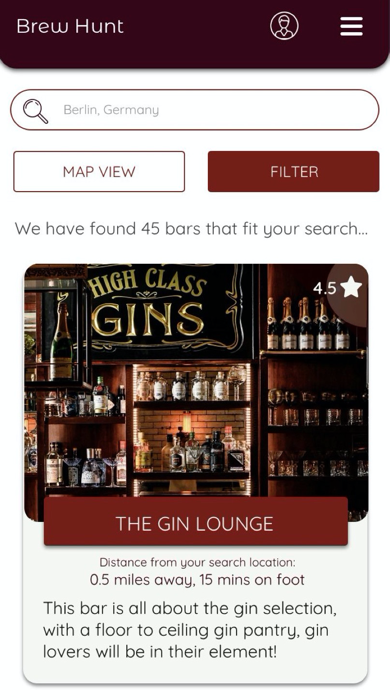 Brew Hunt
Berlin, Germany
MAP VIEW
FILTER
We have found 45 bars that fit your search...
4.5
HIGH CLASS
GINS
THE GIN LOUNGE
Distance from your search location:
0.5 miles away, 15 mins on foot
This bar is all about the gin selection,
with a floor to ceiling gin pantry, gin
lovers will be in their element!